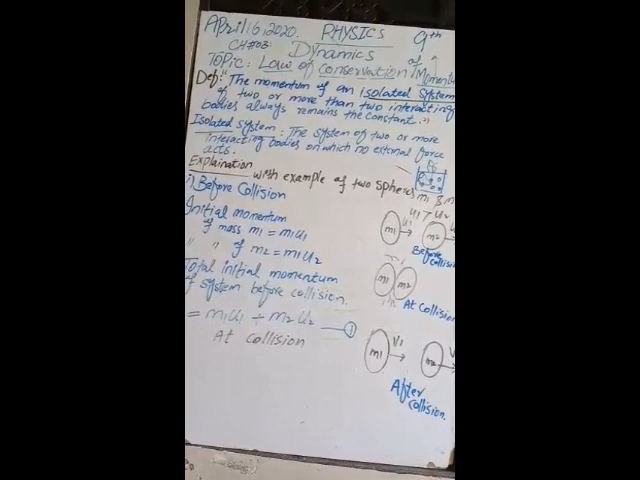 April 16, 2020. PHYSICS 9th
CH#03: Dynamics
Topic: Law of Conservation of Momentum
Def:" The momentum of an isolated system
of two or more than two interacting
bodies always remains the constant."
Isolated system: The system of two or more
interacting bodies on which no external force
acts.
Explaination with example of two spheres m1 & m
u1 > u2
i) Before Collision
Initial momentum
of mass m1 = m1u1
" " of m2 = m1u2
Total initial momentum
of system before collision.
= m1u1 + m2u2 — ①
At collision
m1 u1 m2 u
Before
collision
m1 m2
At Collision
m1 V1 m2 V
After
collision.